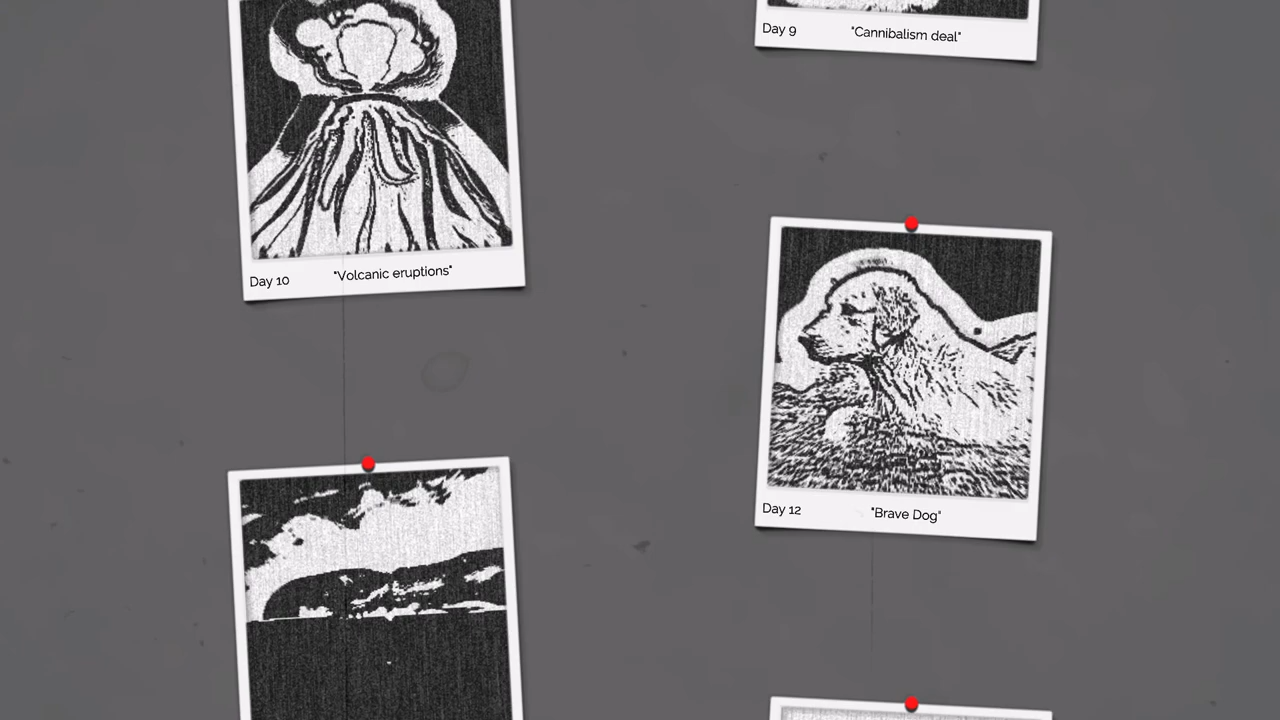 Day 9 "Cannibalism deal"
Day 10 "Volcanic eruptions"
Day 12 "Brave Dog"